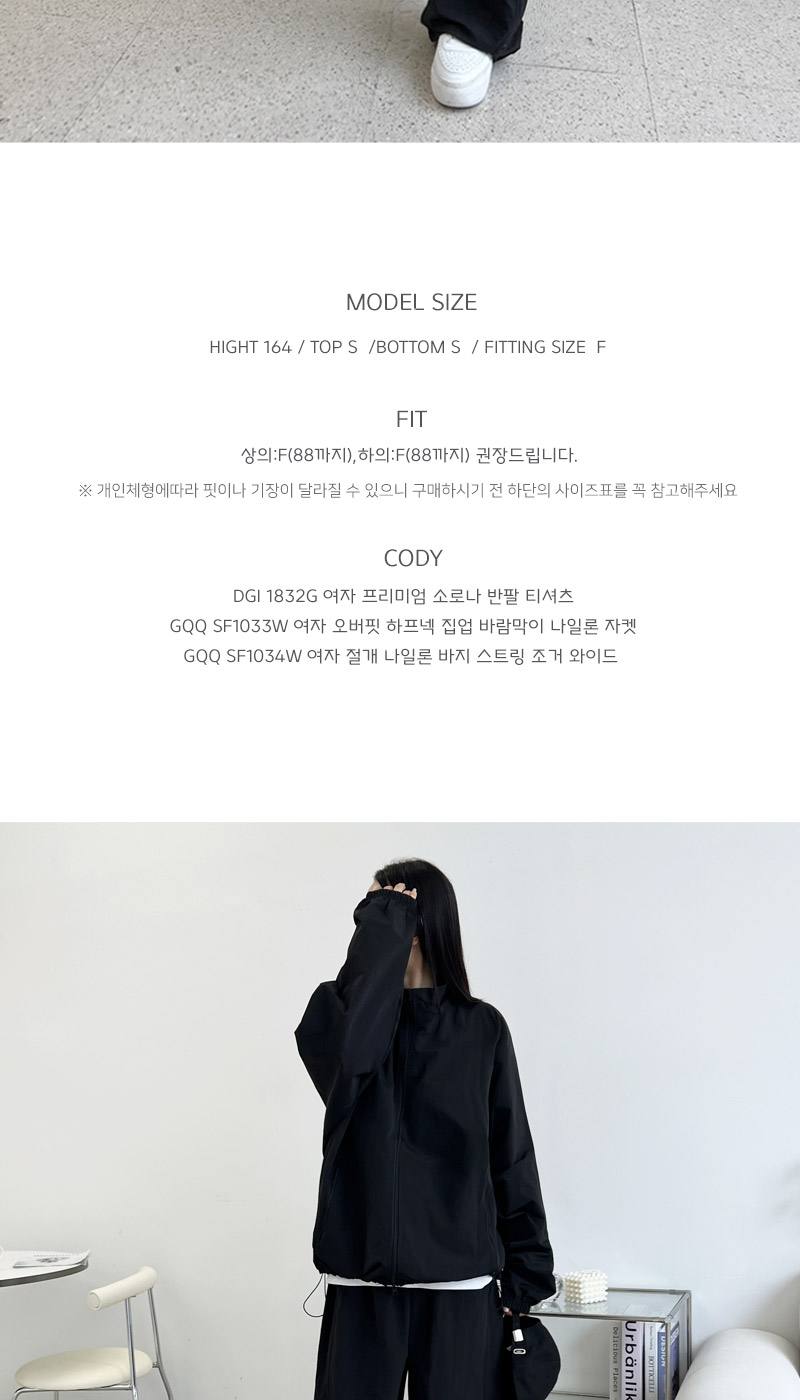 MODEL SIZE
HIGHT 164 / TOP S /BOTTOM S / FITTING SIZE F
FIT
상의:F(88까지),하의:F(88까지) 권장드립니다.
※ 개인체형에따라 핏이나 기장이 달라질 수 있으니 구매하시기 전 하단의 사이즈표를 꼭 참고해주세요
CODY
DGI 1832G 여자 프리미엄 소로나 반팔 티셔츠
GQQ SF1033W 여자 오버핏 하프넥 집업 바람막이 나일론 자켓
GQQ SF1034W 여자 절개 나일론 바지 스트링 조거 와이드
Urbänlik
Delicious Places
DESIGN